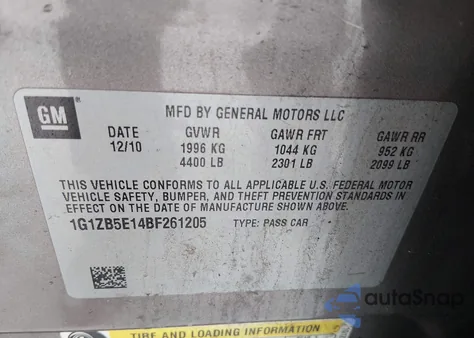 GM
MFD BY GENERAL MOTORS LLC
DATE GVWR GAWR FRT GAWR RR
12/10 1996 KG 1044 KG 952 KG
4400 LB 2301 LB 2099 LB
THIS VEHICLE CONFORMS TO ALL APPLICABLE U.S. FEDERAL MOTOR
VEHICLE SAFETY, BUMPER, AND THEFT PREVENTION STANDARDS IN
EFFECT ON THE DATE OF MANUFACTURE SHOWN ABOVE.
1G1ZB5E14BF261205 TYPE: PASS CAR
autoSnap
TIRE AND LOADING INFORMATION